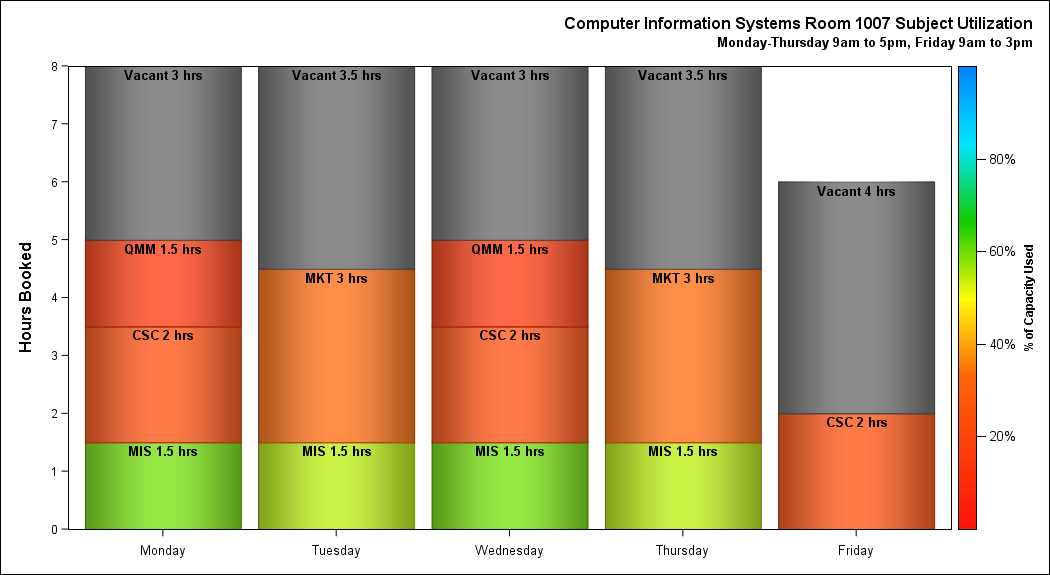 Computer Information Systems Room 1007 Subject Utilization
Monday-Thursday 9am to 5pm, Friday 9am to 3pm
Hours Booked
8
7
6
5
4
3
2
1
0
Vacant 3 hrs
QMM 1.5 hrs
CSC 2 hrs
MIS 1.5 hrs
Vacant 3.5 hrs
MKT 3 hrs
MIS 1.5 hrs
Vacant 3 hrs
QMM 1.5 hrs
CSC 2 hrs
MIS 1.5 hrs
Vacant 3.5 hrs
MKT 3 hrs
MIS 1.5 hrs
Vacant 4 hrs
CSC 2 hrs
Monday
Tuesday
Wednesday
Thursday
Friday
80%
60%
40%
20%
% of Capacity Used